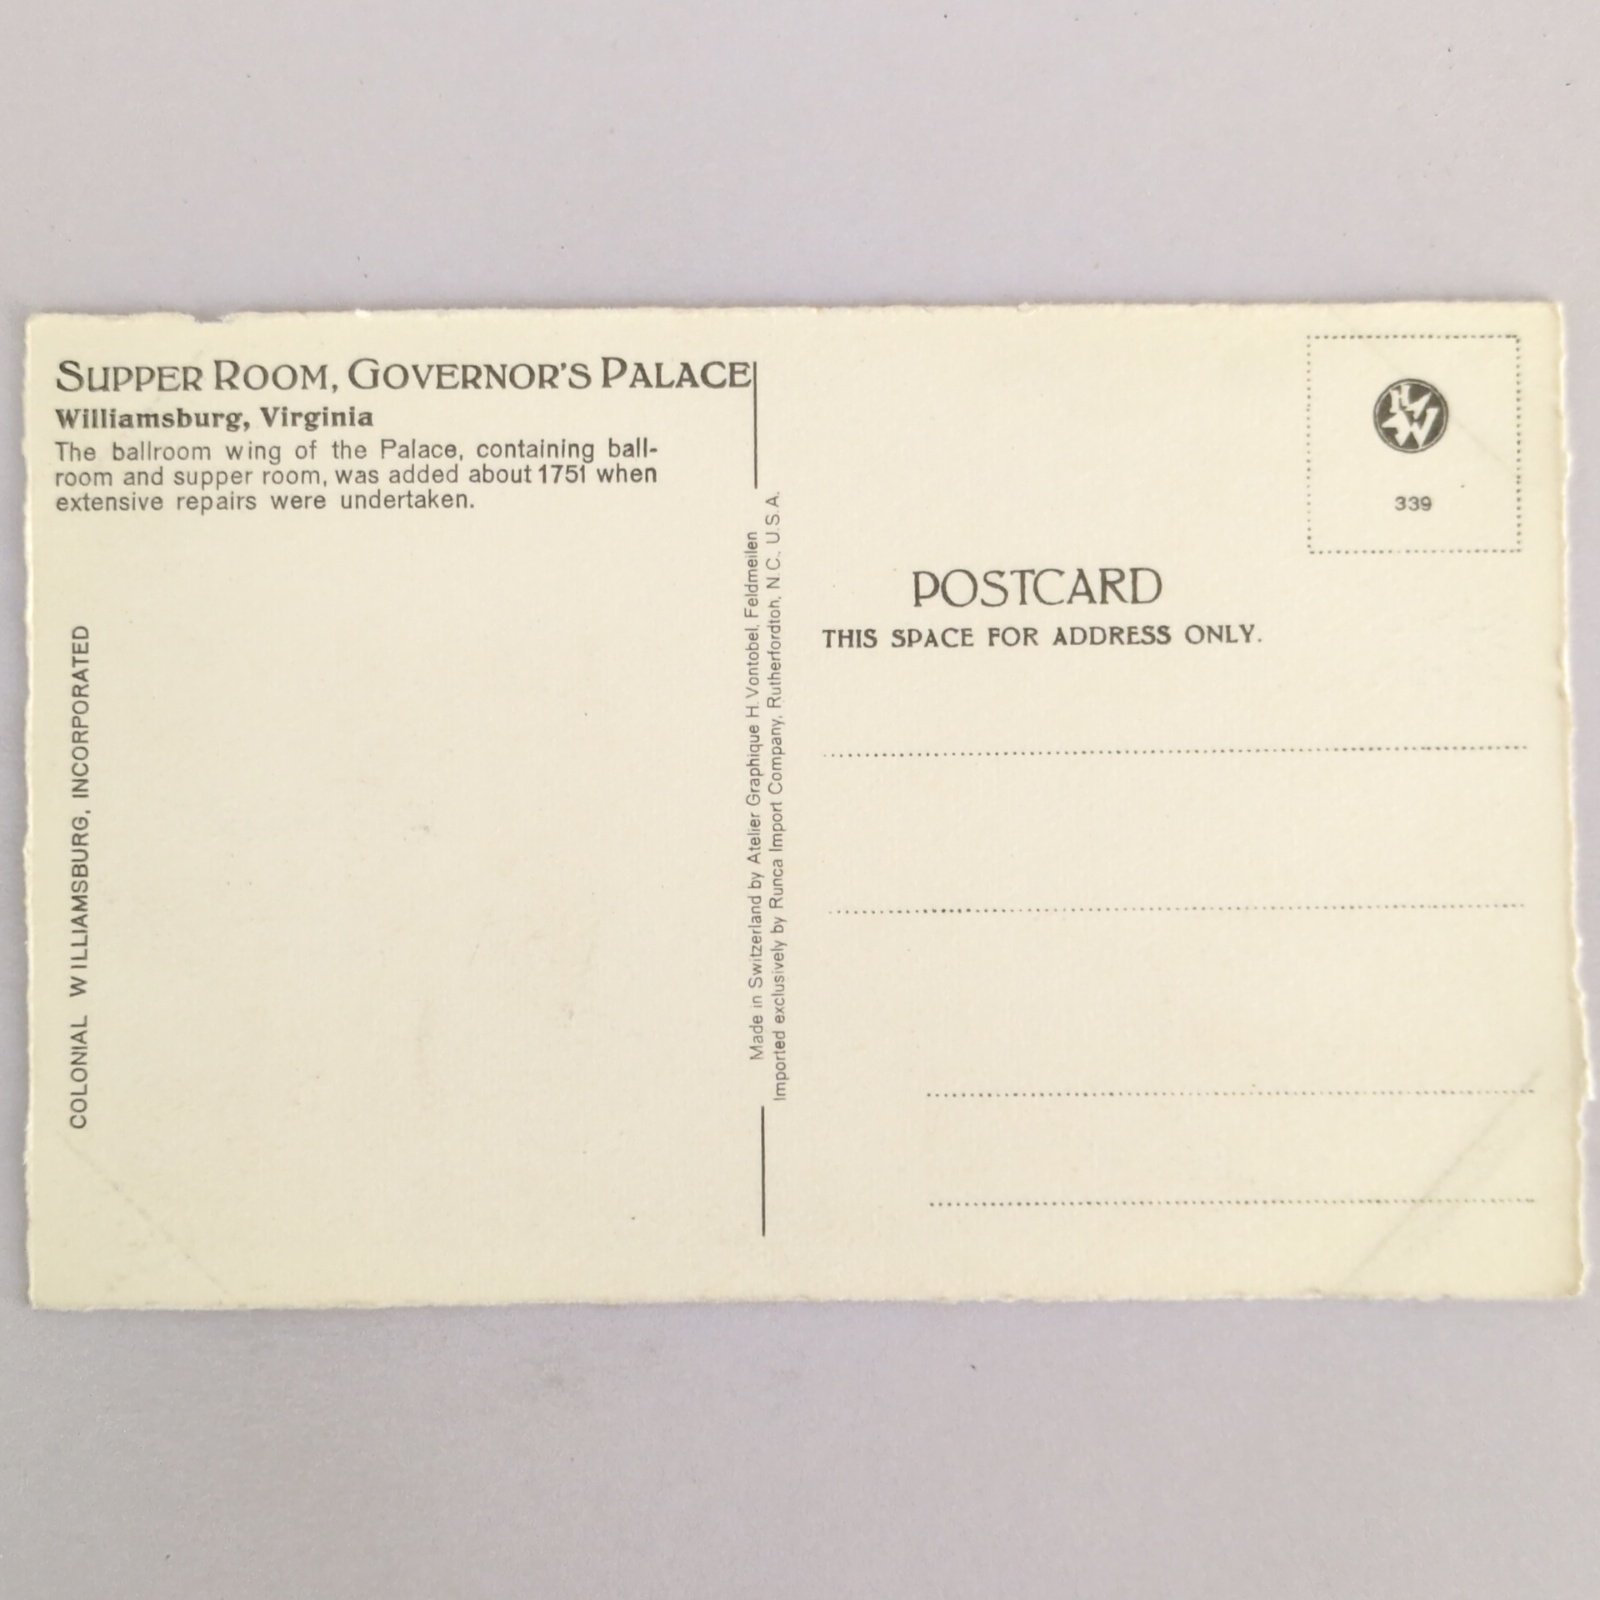 SUPPER ROOM, GOVERNOR'S PALACE
Williamsburg, Virginia
The ballroom wing of the Palace, containing ball-
room and supper room, was added about 1751 when
extensive repairs were undertaken.
COLONIAL WILLIAMSBURG, INCORPORATED
Made in Switzerland by Atelier Graphique H. Vontobel, Feldmeilen
Imported exclusively by Runca Import Company, Rutherfordtoh, N.C., U.S.A.
339
POSTCARD
THIS SPACE FOR ADDRESS ONLY.